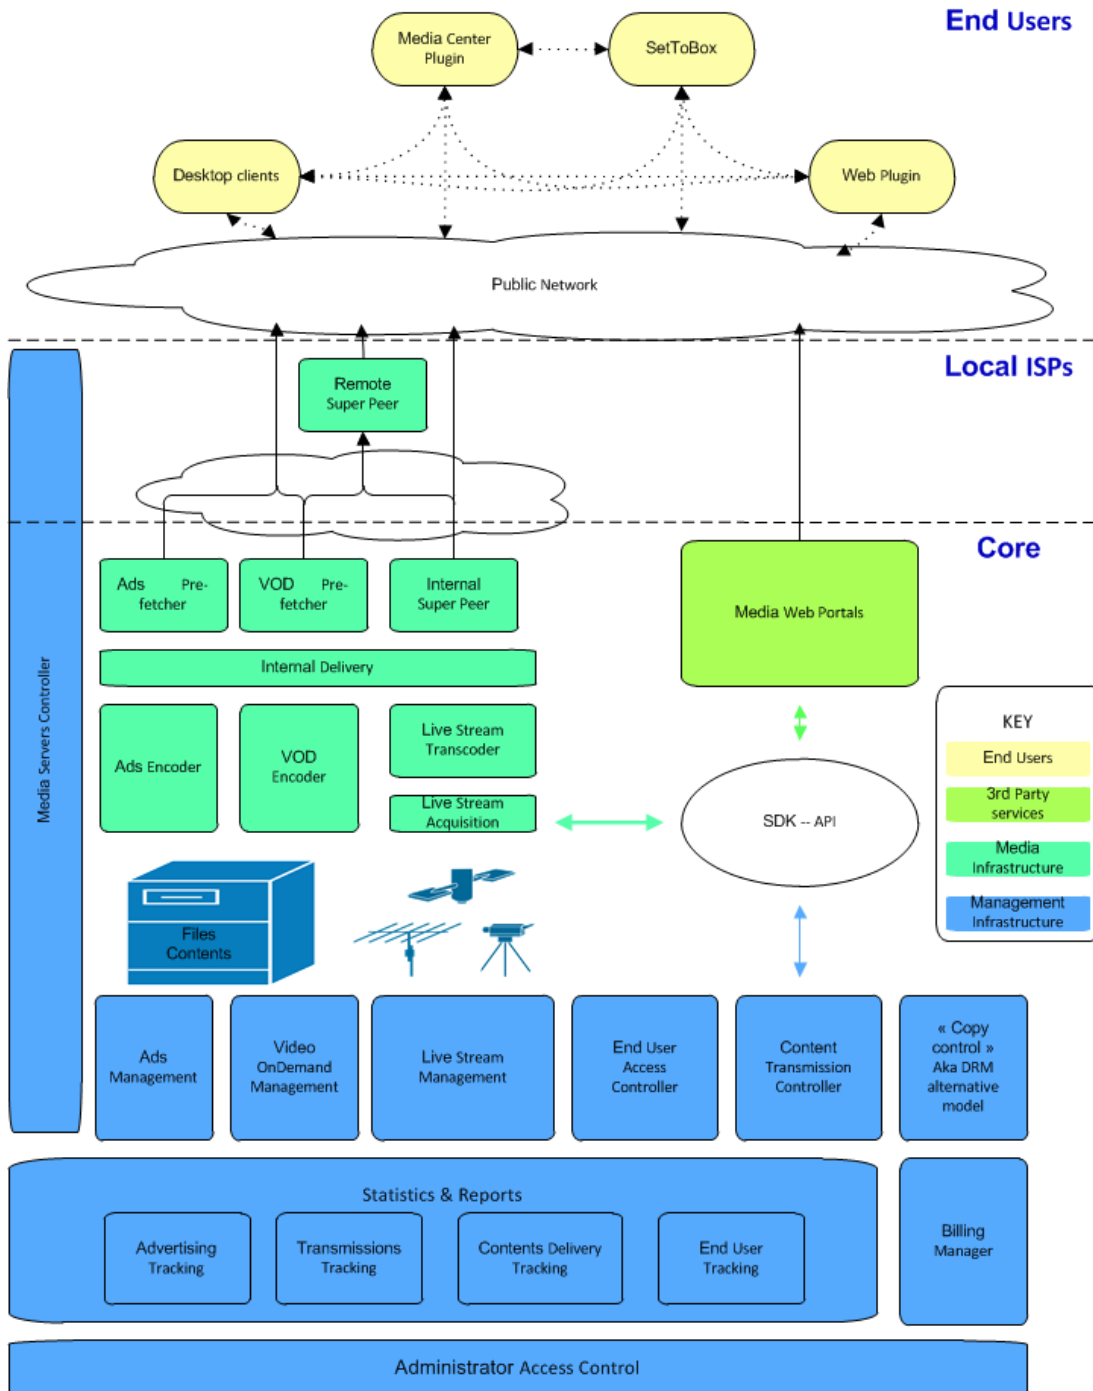 End Users
Media Center
Plugin
SetToBox
Desktop clients
Web Plugin
Public Network
Local ISPs
Remote
Super Peer
Core
Media Servers Controller
Ads Pre-
fetcher
VOD Pre-
fetcher
Internal
Super Peer
Media Web Portals
Internal Delivery
Ads Encoder
VOD
Encoder
Live Stream
Transcoder
Live Stream
Acquisition
SDK -- API
KEY
End Users
3rd Party
services
Media
Infrastructure
Management
Infrastructure
Files
Contents
Ads
Management
Video
OnDemand
Management
Live Stream
Management
End User
Access
Controller
Content
Transmission
Controller
« Copy
control »
Aka DRM
alternative
model
Statistics & Reports
Advertising
Tracking
Transmissions
Tracking
Contents Delivery
Tracking
End User
Tracking
Billing
Manager
Administrator Access Control